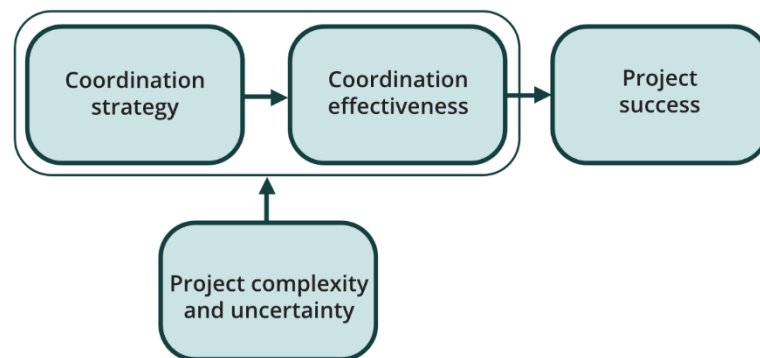 Coordination
strategy
Coordination
effectiveness
Project
success
Project complexity
and uncertainty